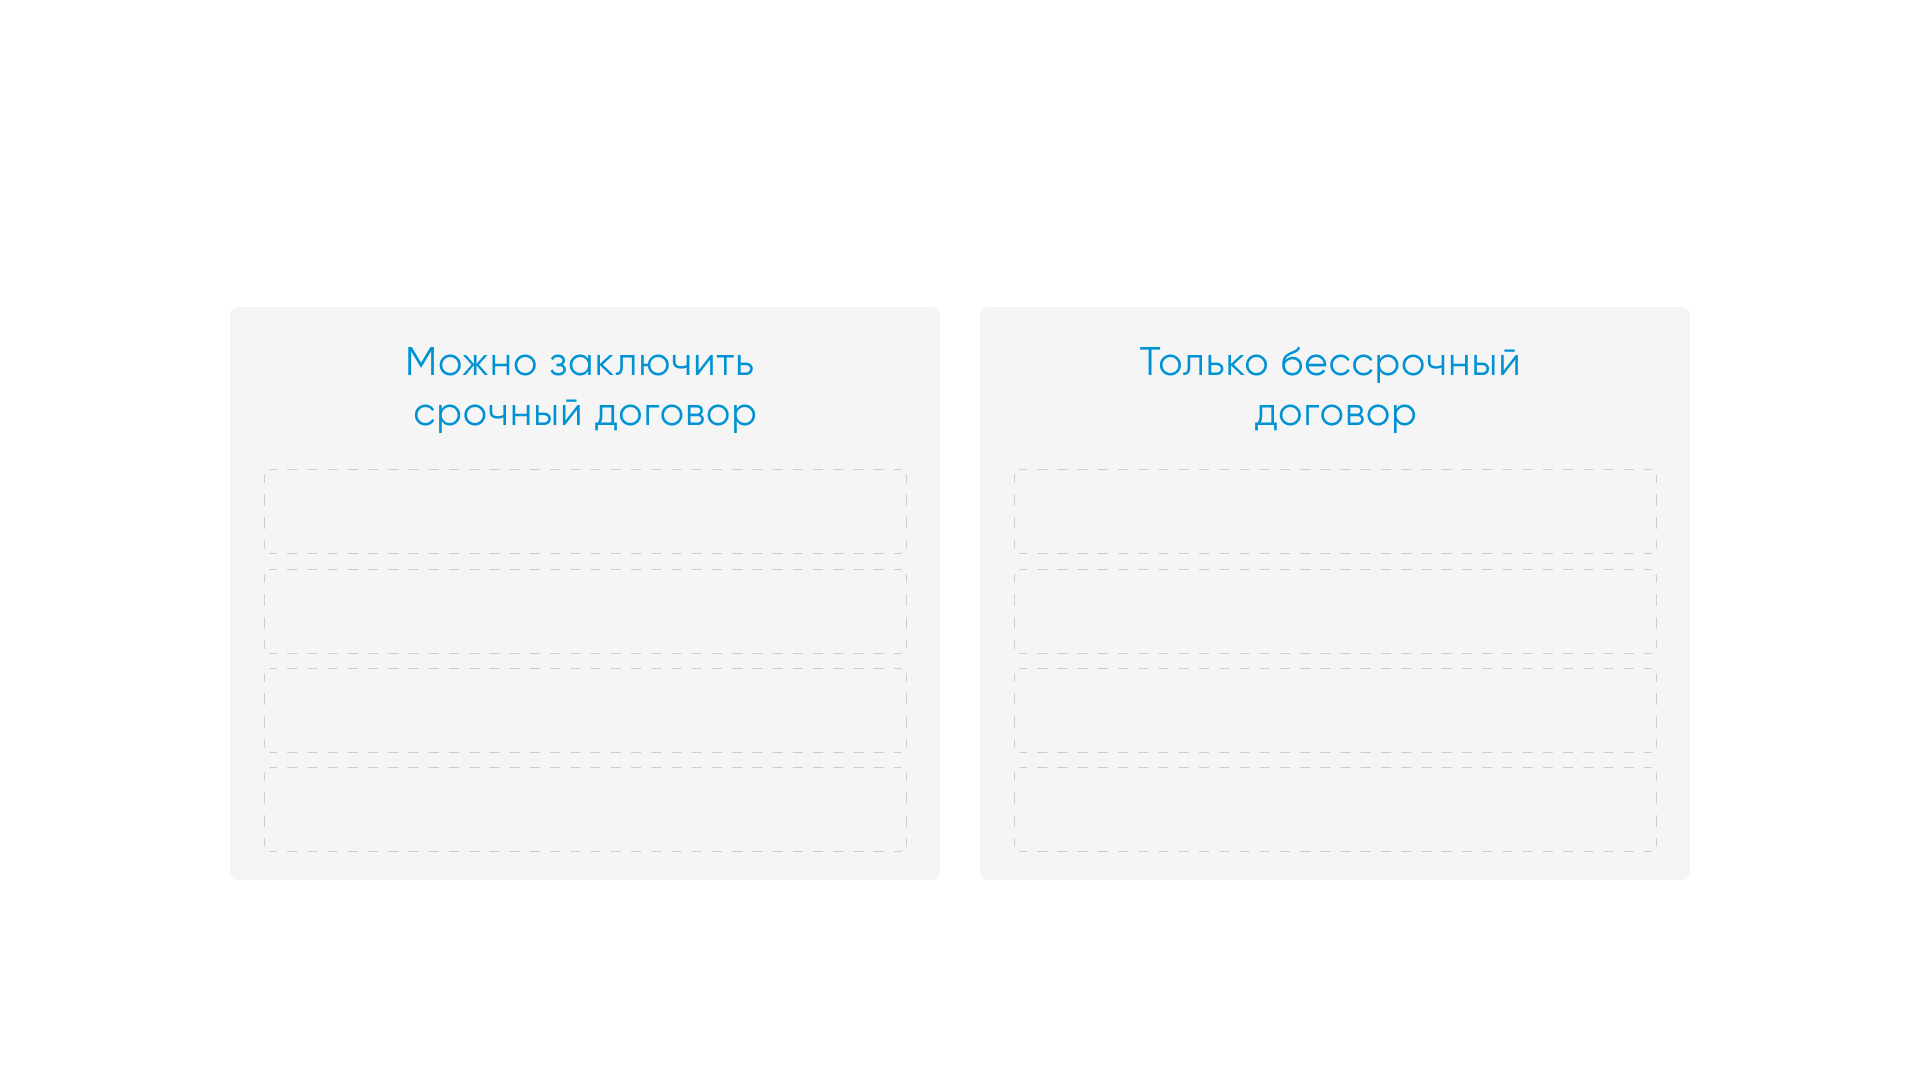 Можно заключить
срочный договор
Только бессрочный
договор